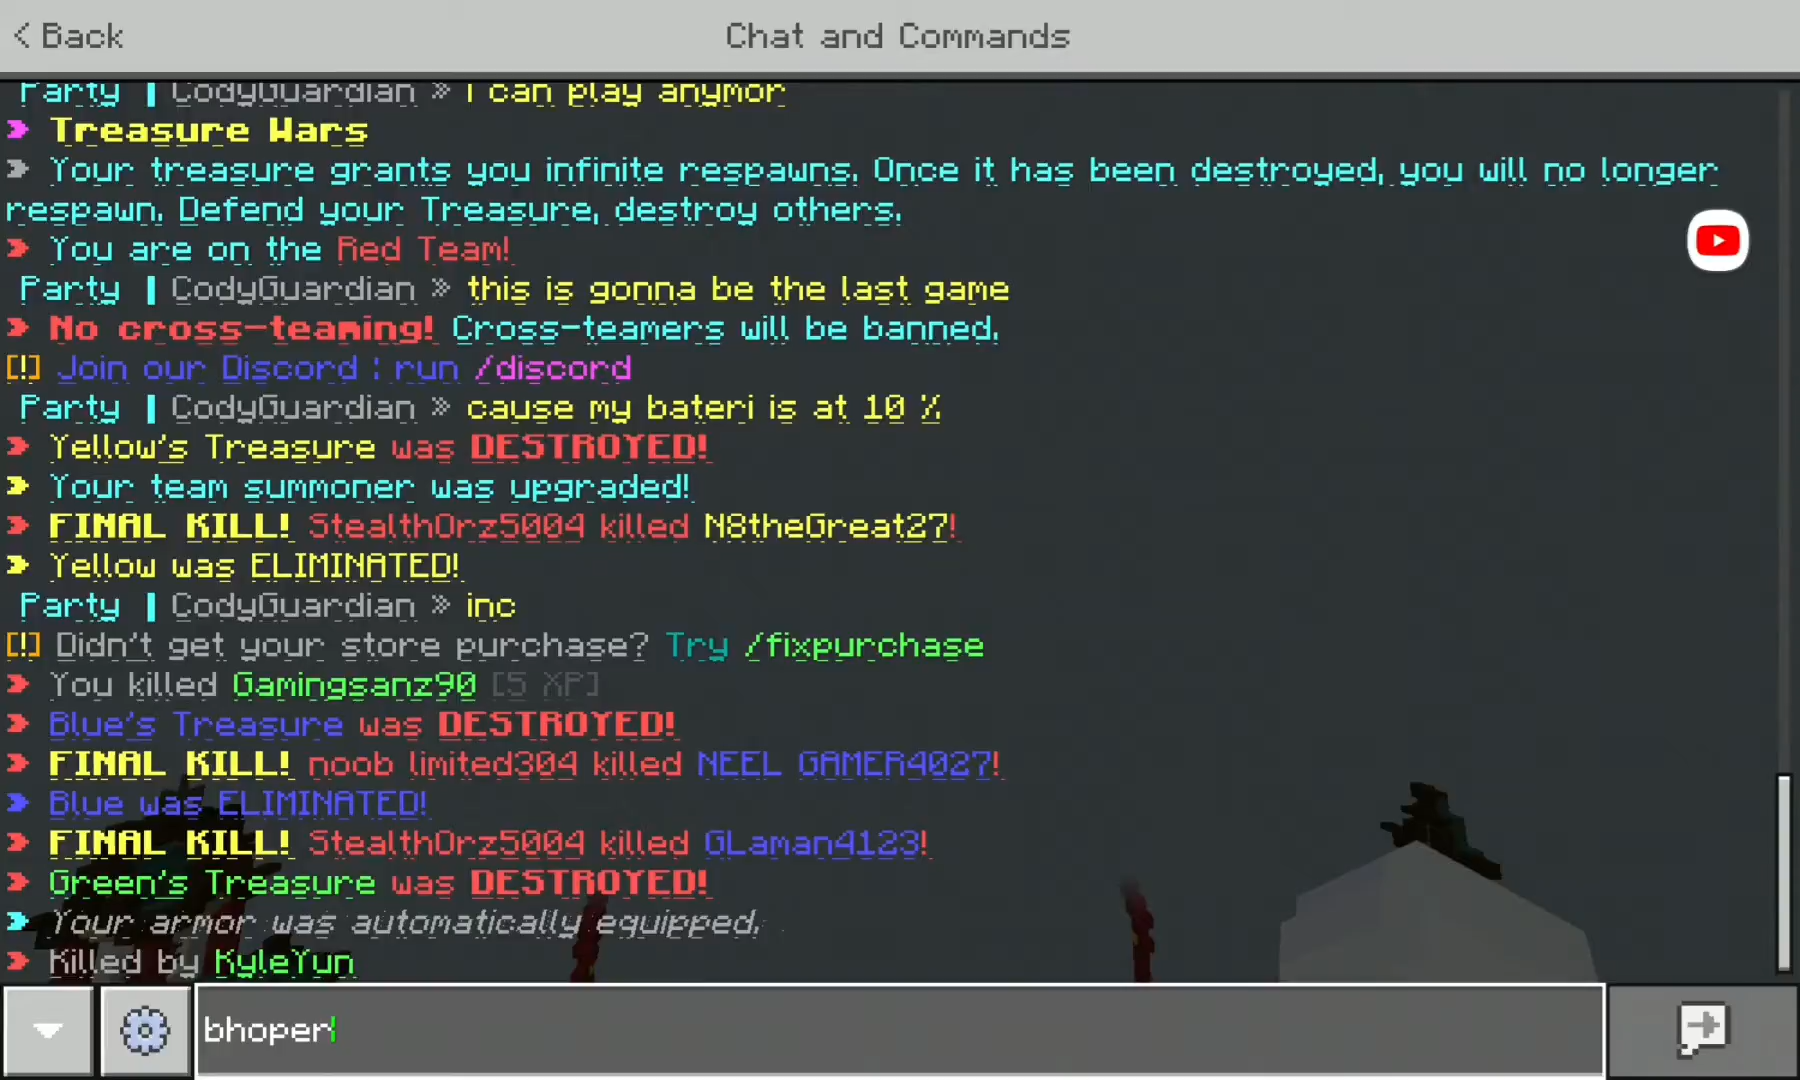 < Back
Chat and Commands
Party | CodyGuardian » i can play anymor
Treasure Wars
Your treasure grants you infinite respawns. Once it has been destroyed, you will no longer
respawn. Defend your Treasure, destroy others.
You are on the Red Team!
Party | CodyGuardian » this is gonna be the last game
No cross-teaming! Cross-teamers will be banned.
[!] Join our Discord : run /discord
Party | CodyGuardian » cause my bateri is at 10 %
Yellow's Treasure was DESTROYED!
Your team summoner was upgraded!
FINAL KILL! StealthOrz5004 killed N8theGreat27!
Yellow was ELIMINATED!
Party | CodyGuardian » inc
[!] Didn't get your store purchase? Try /fixpurchase
You killed Gamingsanz90 [5 XP]
Blue's Treasure was DESTROYED!
FINAL KILL! noob limited304 killed NEEL GAMER4027!
Blue was ELIMINATED!
FINAL KILL! StealthOrz5004 killed GLaman4123!
Green's Treasure was DESTROYED!
Your armor was automatically equipped.
Killed by KyleYun
bhoper